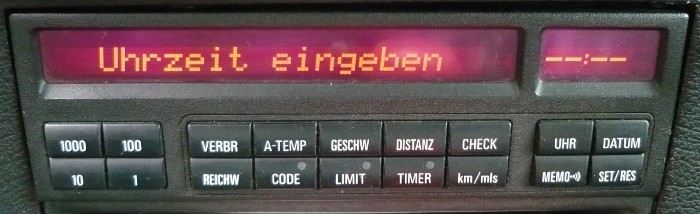 Uhrzeit eingeben --:--
1000 100 VERBR A-TEMP GESCHW DISTANZ CHECK UHR DATUM
10 1 REICHW CODE LIMIT TIMER km/mls MEMO SET/RES